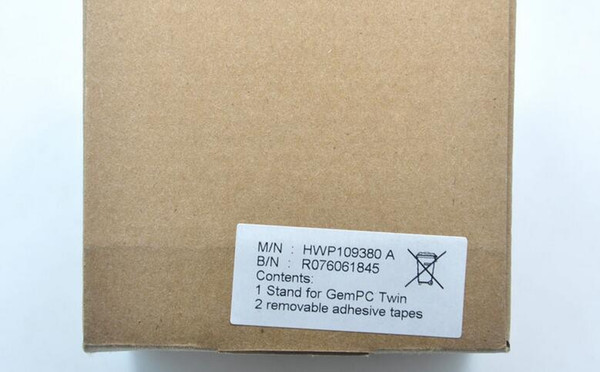 M/N : HWP109380 A
B/N : R076061845
Contents:
1 Stand for GemPC Twin
2 removable adhesive tapes